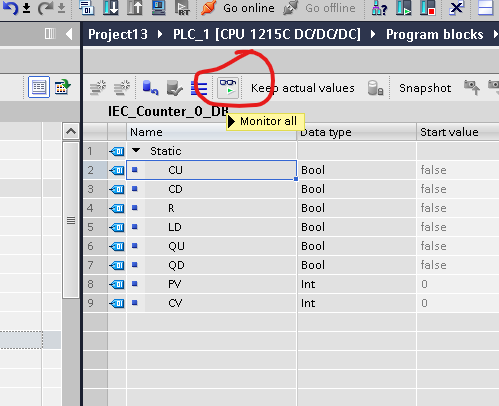 Go online Go offline
Project13 ▸ PLC_1 [CPU 1215C DC/DC/DC] ▸ Program blocks ▸
Keep actual values Snapshot
IEC_Counter_0_DB
Monitor all
Name Data type Start value
1 Static
2 CU Bool false
3 CD Bool false
4 R Bool false
5 LD Bool false
6 QU Bool false
7 QD Bool false
8 PV Int 0
9 CV Int 0